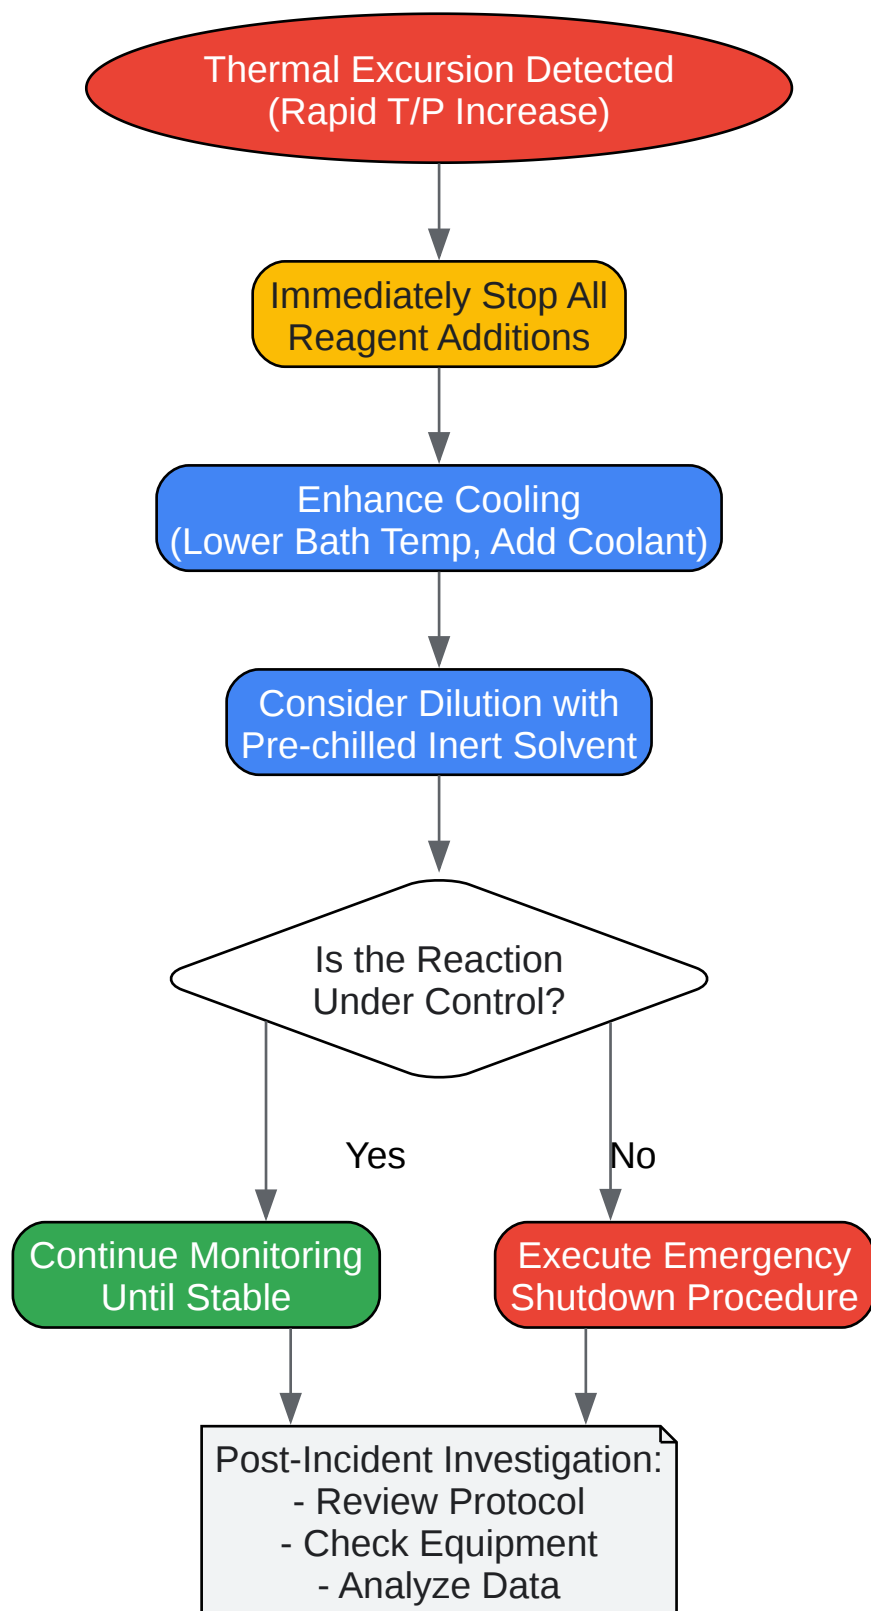 Thermal Excursion Detected
(Rapid T/P Increase)
Immediately Stop All
Reagent Additions
Enhance Cooling
(Lower Bath Temp, Add Coolant)
Consider Dilution with
Pre-chilled Inert Solvent
Is the Reaction
Under Control?
Yes
No
Continue Monitoring
Until Stable
Execute Emergency
Shutdown Procedure
Post-Incident Investigation:
- Review Protocol
- Check Equipment
- Analyze Data